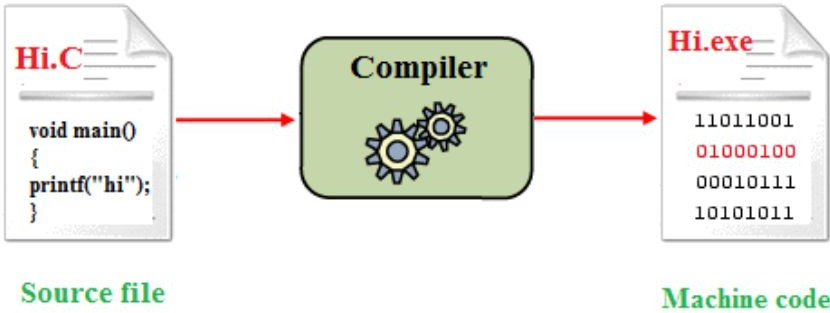 Hi.C
void main()
{
printf("hi");
}
Source file
Compiler
Hi.exe
11011001
01000100
00010111
10101011
Machine code